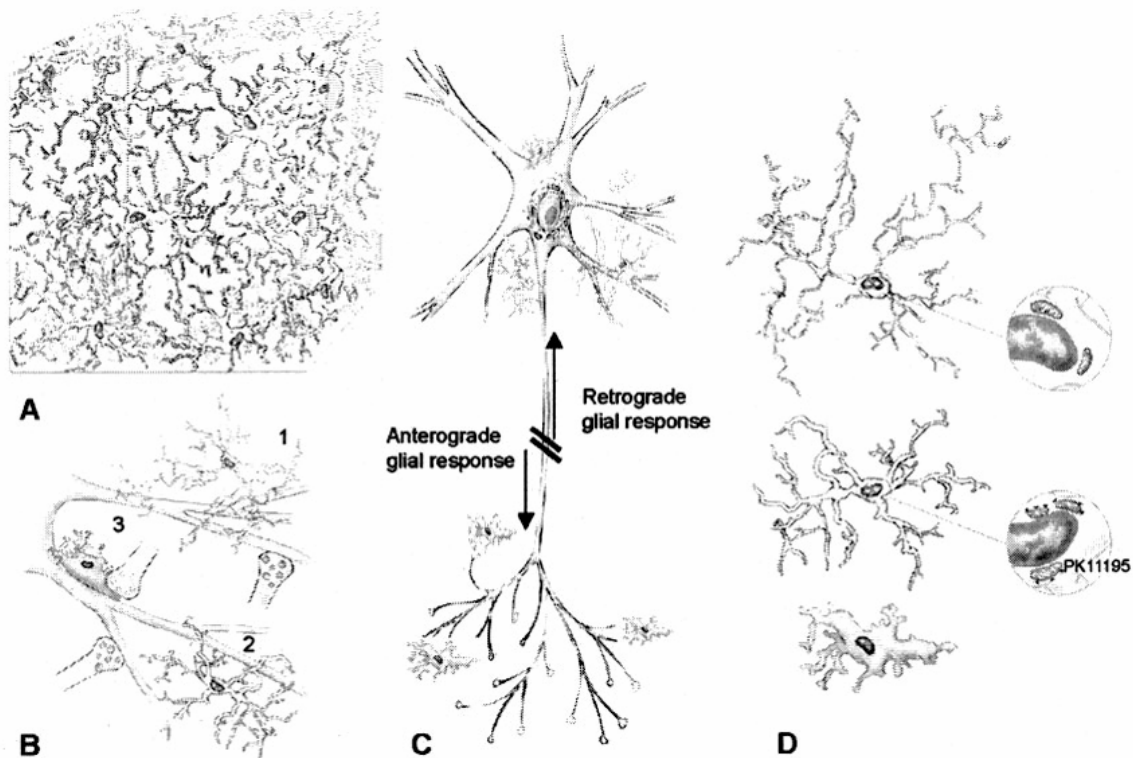 A
1
3
2
B
Retrograde
glial response
Anterograde
glial response
C
PK11195
D